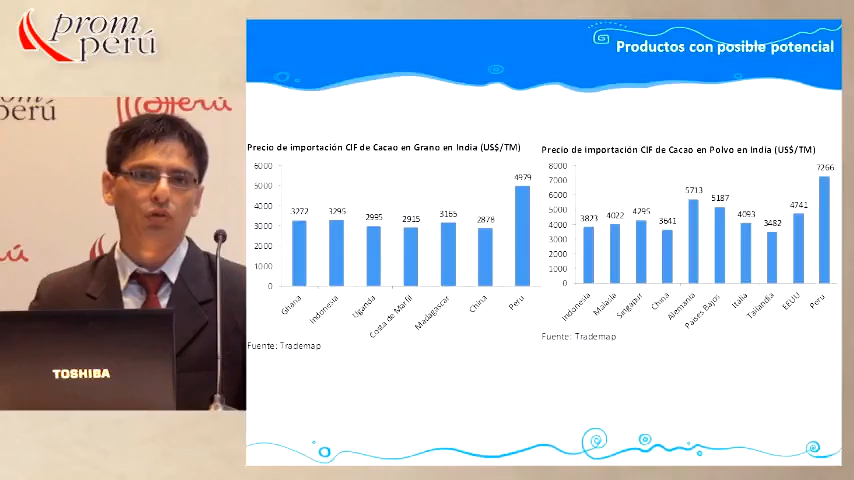 prom
perú
prom
perú
Perú
TOSHIBA
Productos con posible potencial
Precio de importación CIF de Cacao en Grano en India (US$/TM)
6000
5000
4000
3000
2000
1000
0
3272
3295
2995
2915
3165
2878
4979
Ghana
Indonesia
Uganda
Costa de Marfil
Madagascar
China
Peru
Fuente: Trademap
Precio de importación CIF de Cacao en Polvo en India (US$/TM)
8000
7000
6000
5000
4000
3000
2000
1000
0
3823
4022
4295
3641
5713
5187
4093
3482
4741
7266
Indonesia
Malasia
Singapur
China
Alemania
Paises Bajos
Italia
Tailandia
EEUU
Peru
Fuente: Trademap